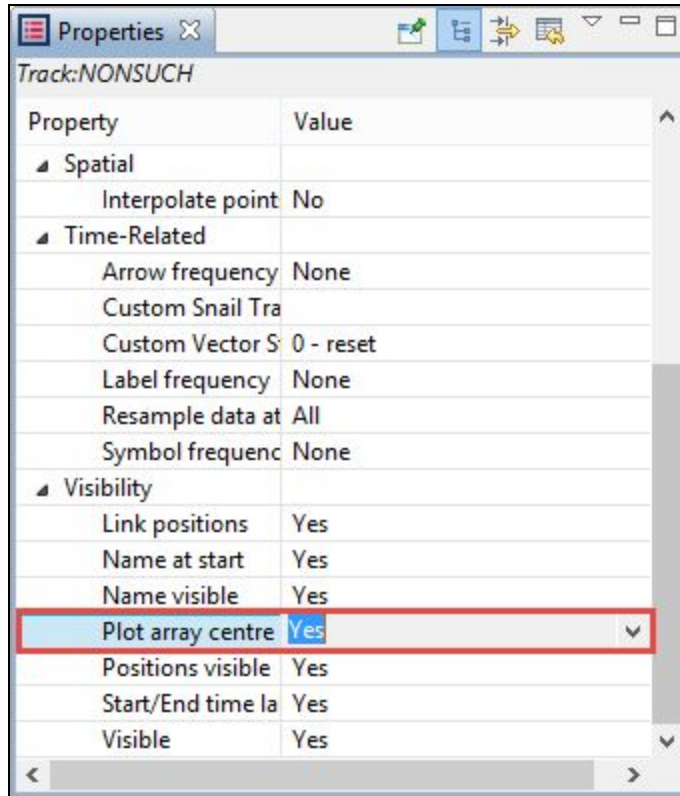 Properties
Track:NONSUCH
Property Value
Spatial
Interpolate point No
Time-Related
Arrow frequency None
Custom Snail Tra
Custom Vector S 0 - reset
Label frequency None
Resample data at All
Symbol frequenc None
Visibility
Link positions Yes
Name at start Yes
Name visible Yes
Plot array centre Yes
Positions visible Yes
Start/End time la Yes
Visible Yes